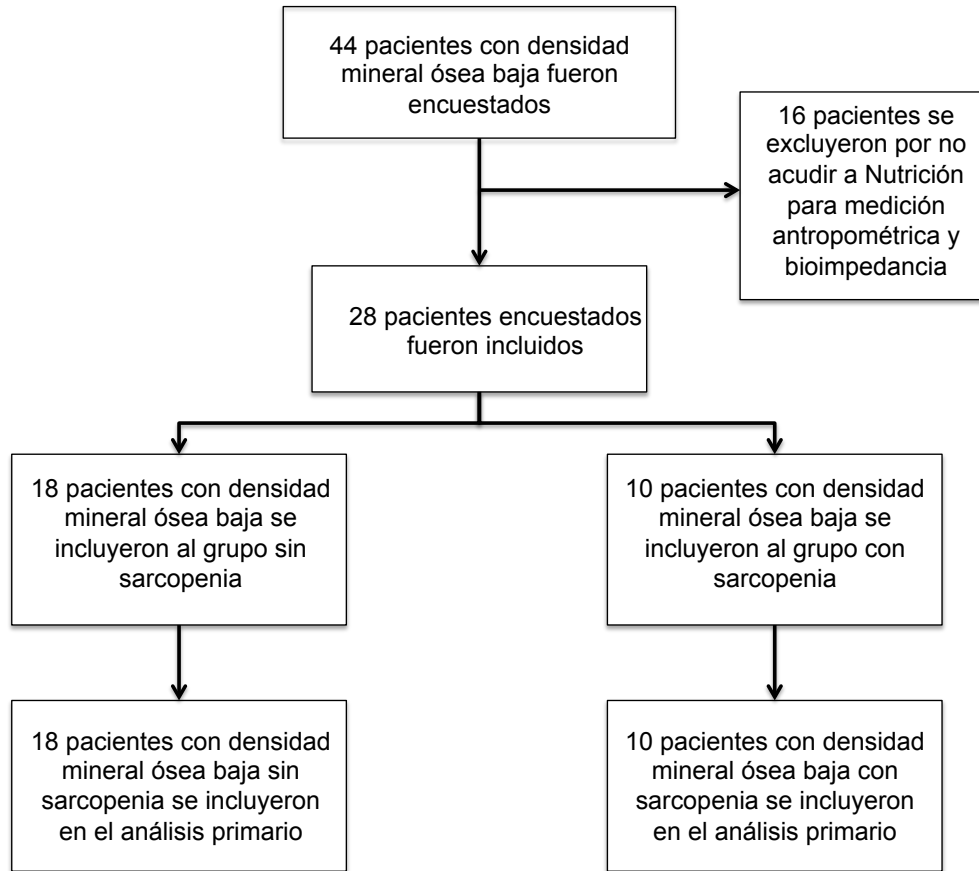 44 pacientes con densidad
mineral ósea baja fueron
encuestados
16 pacientes se
excluyeron por no
acudir a Nutrición
para medición
antropométrica y
bioimpedancia
28 pacientes encuestados
fueron incluidos
18 pacientes con densidad
mineral ósea baja se
incluyeron al grupo sin
sarcopenia
10 pacientes con densidad
mineral ósea baja se
incluyeron al grupo con
sarcopenia
18 pacientes con densidad
mineral ósea baja sin
sarcopenia se incluyeron
en el análisis primario
10 pacientes con densidad
mineral ósea baja con
sarcopenia se incluyeron
en el análisis primario